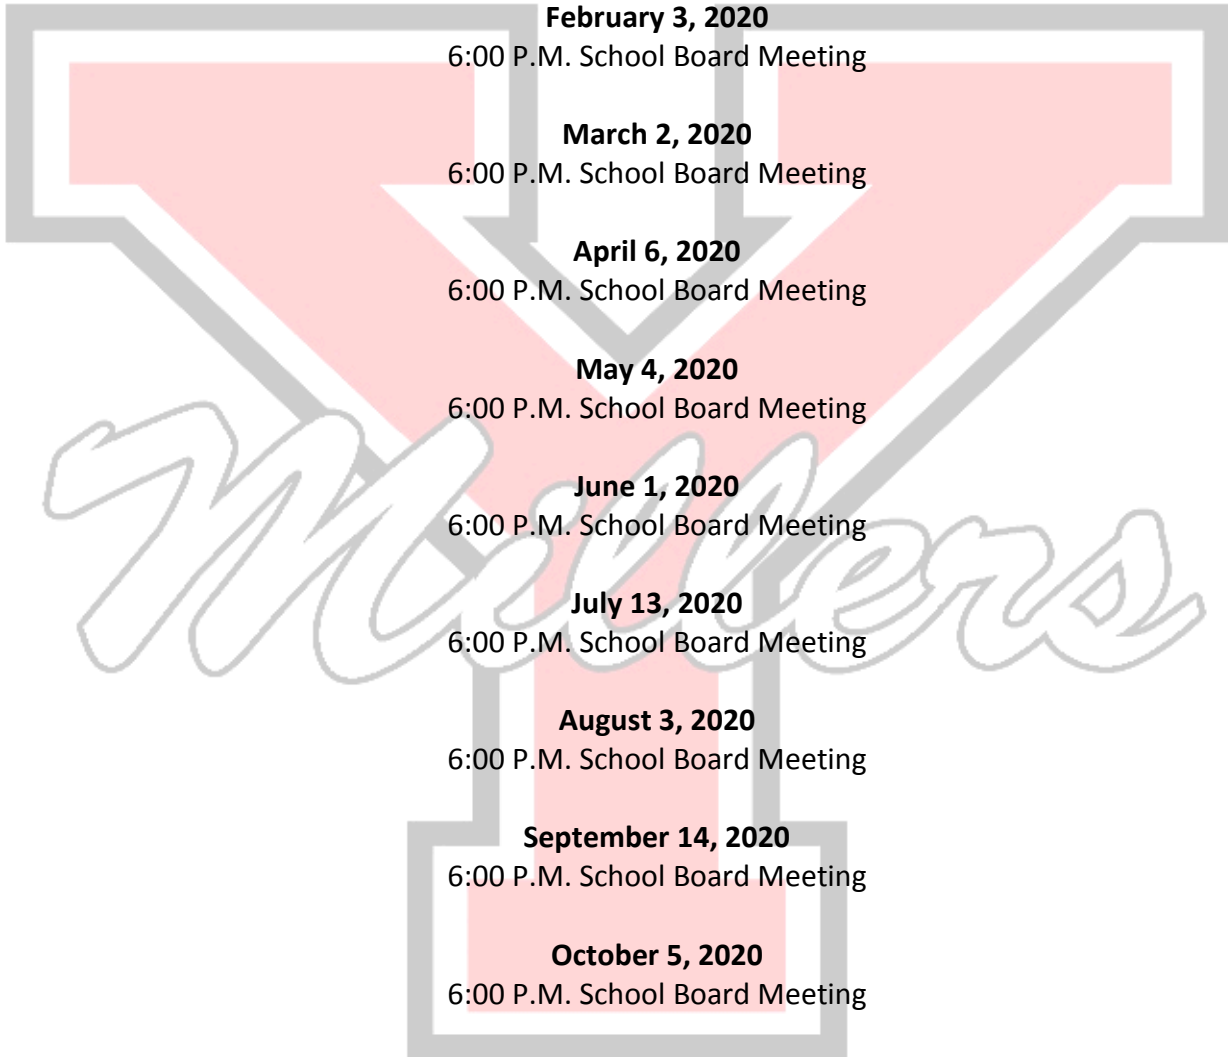 February 3, 2020
6:00 P.M. School Board Meeting
March 2, 2020
6:00 P.M. School Board Meeting
April 6, 2020
6:00 P.M. School Board Meeting
May 4, 2020
6:00 P.M. School Board Meeting
June 1, 2020
6:00 P.M. School Board Meeting
July 13, 2020
6:00 P.M. School Board Meeting
August 3, 2020
6:00 P.M. School Board Meeting
September 14, 2020
6:00 P.M. School Board Meeting
October 5, 2020
6:00 P.M. School Board Meeting
Y
Millers